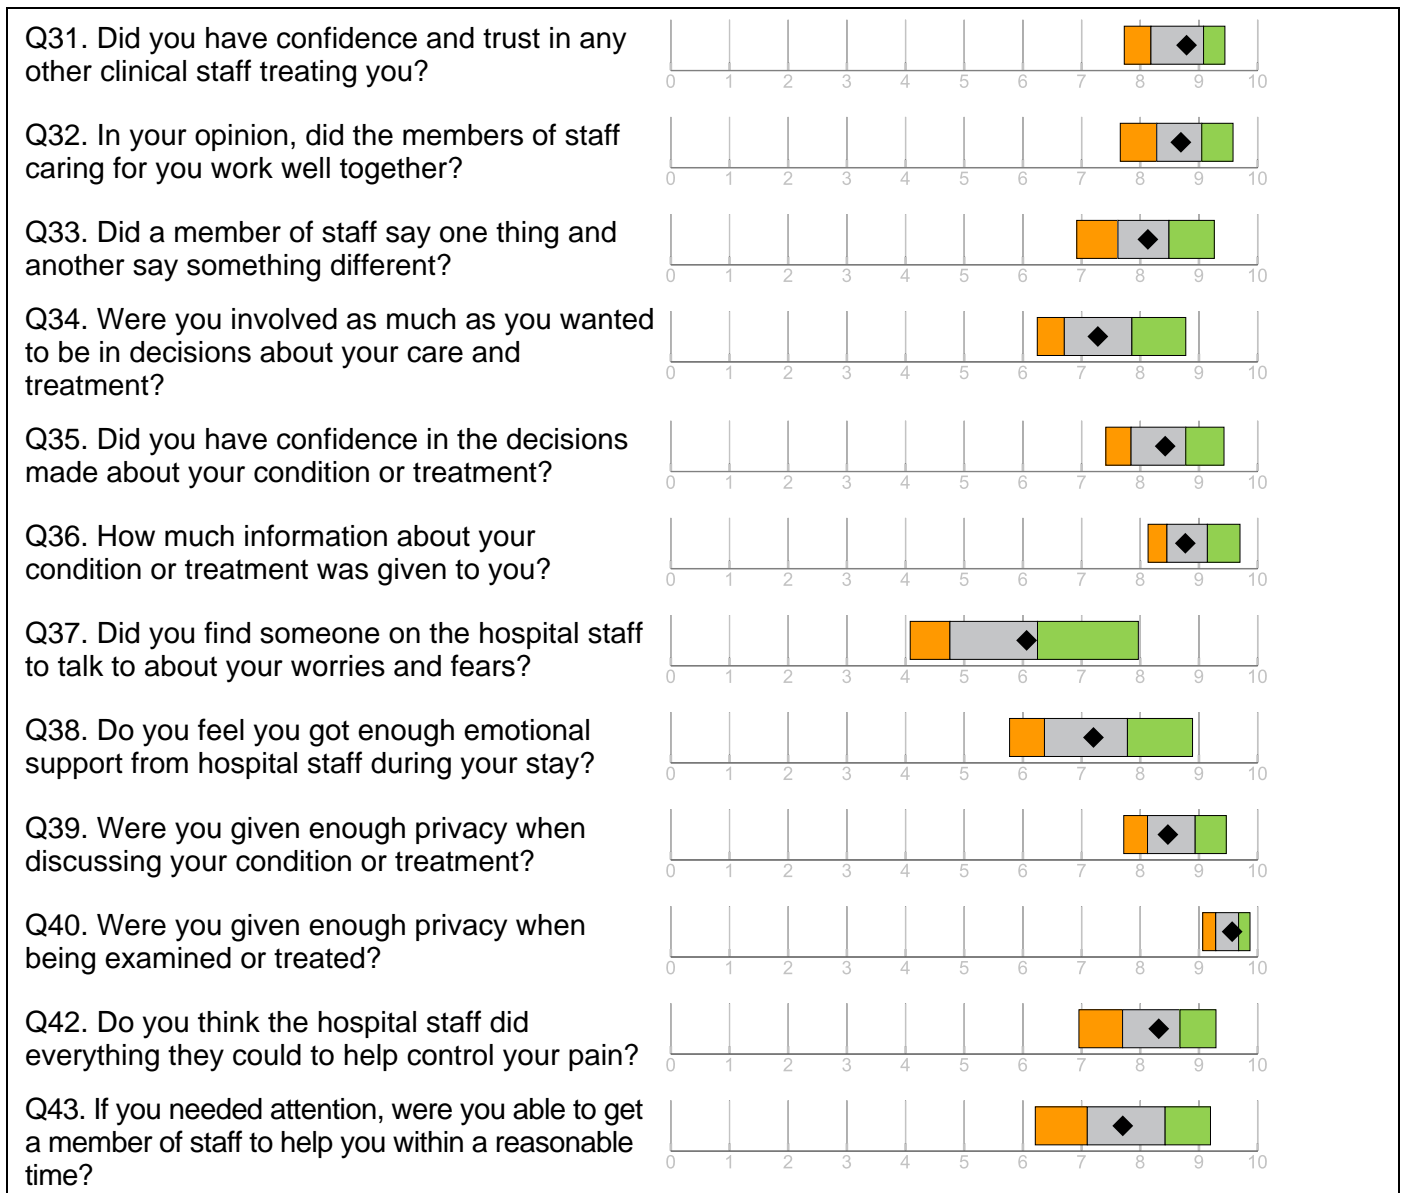 Q31. Did you have confidence and trust in any
other clinical staff treating you?
0 1 2 3 4 5 6 7 8 9 10
Q32. In your opinion, did the members of staff
caring for you work well together?
0 1 2 3 4 5 6 7 8 9 10
Q33. Did a member of staff say one thing and
another say something different?
0 1 2 3 4 5 6 7 8 9 10
Q34. Were you involved as much as you wanted
to be in decisions about your care and
treatment?
0 1 2 3 4 5 6 7 8 9 10
Q35. Did you have confidence in the decisions
made about your condition or treatment?
0 1 2 3 4 5 6 7 8 9 10
Q36. How much information about your
condition or treatment was given to you?
0 1 2 3 4 5 6 7 8 9 10
Q37. Did you find someone on the hospital staff
to talk to about your worries and fears?
0 1 2 3 4 5 6 7 8 9 10
Q38. Do you feel you got enough emotional
support from hospital staff during your stay?
0 1 2 3 4 5 6 7 8 9 10
Q39. Were you given enough privacy when
discussing your condition or treatment?
0 1 2 3 4 5 6 7 8 9 10
Q40. Were you given enough privacy when
being examined or treated?
0 1 2 3 4 5 6 7 8 9 10
Q42. Do you think the hospital staff did
everything they could to help control your pain?
0 1 2 3 4 5 6 7 8 9 10
Q43. If you needed attention, were you able to get
a member of staff to help you within a reasonable
time?
0 1 2 3 4 5 6 7 8 9 10